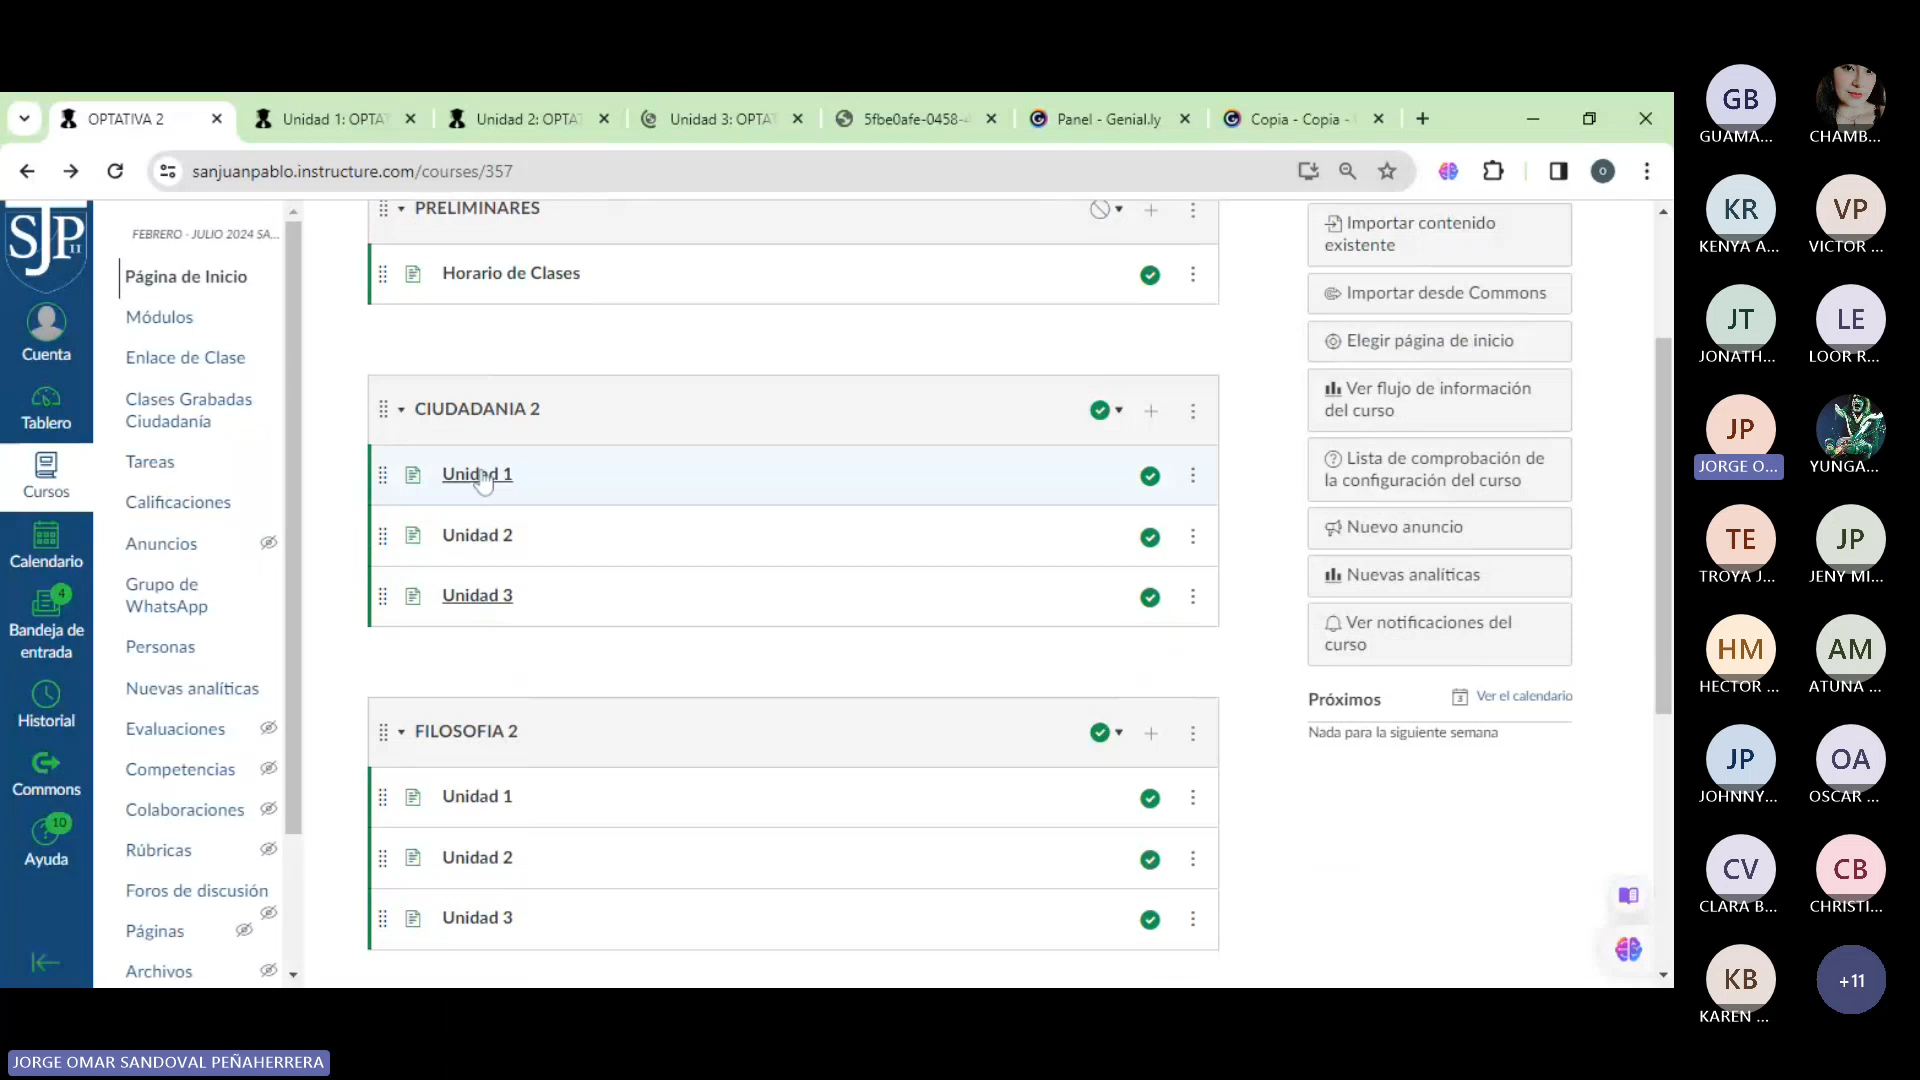 OPTATIVA 2
Unidad 1: OPTA
Unidad 2: OPTA
Unidad 3: OPTA
5fbe0afe-0458-
Panel - Genial.ly
Copia - Copia -
sanjuanpablo.instructure.com/courses/357
SJP
II
Cuenta
Tablero
Cursos
Calendario
4
Bandeja de
entrada
Historial
Commons
10
Ayuda
FEBRERO - JULIO 2024 SA...
Página de Inicio
Módulos
Enlace de Clase
Clases Grabadas
Ciudadanía
Tareas
Calificaciones
Anuncios
Grupo de
WhatsApp
Personas
Nuevas analíticas
Evaluaciones
Competencias
Colaboraciones
Rúbricas
Foros de discusión
Páginas
Archivos
PRELIMINARES
Horario de Clases
CIUDADANIA 2
Unidad 1
Unidad 2
Unidad 3
FILOSOFIA 2
Unidad 1
Unidad 2
Unidad 3
Importar contenido
existente
Importar desde Commons
Elegir página de inicio
Ver flujo de información
del curso
Lista de comprobación de
la configuración del curso
Nuevo anuncio
Nuevas analíticas
Ver notificaciones del
curso
Próximos
3
Ver el calendario
Nada para la siguiente semana
GB
GUAMA...
CHAMB...
KR
KENYA A...
VP
VICTOR ...
JT
JONATH...
LE
LOOR R...
JP
JORGE O...
YUNGA...
TE
TROYA J...
JP
JENY MI...
HM
HECTOR ...
AM
ATUNA ...
JP
JOHNNY...
OA
OSCAR ...
CV
CLARA B...
CB
CHRISTI...
KB
KAREN ...
+11
JORGE OMAR SANDOVAL PEÑAHERRERA